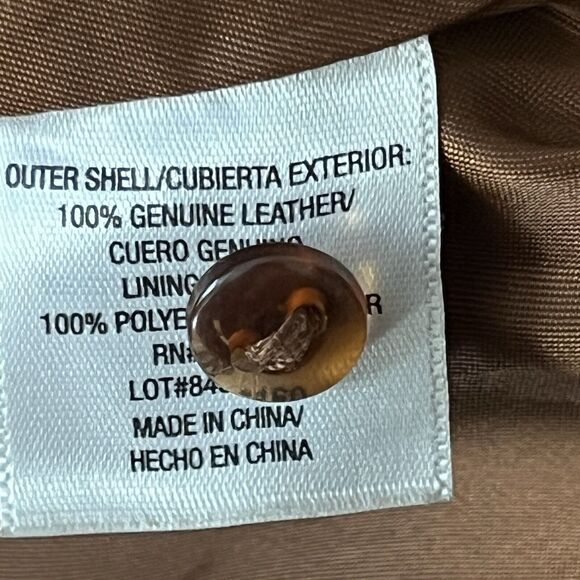 OUTER SHELL/CUBIERTA EXTERIOR:
100% GENUINE LEATHER/
CUERO GENUINO
LINING
100% POLYE R
RN#
LOT#84 160
MADE IN CHINA/
HECHO EN CHINA